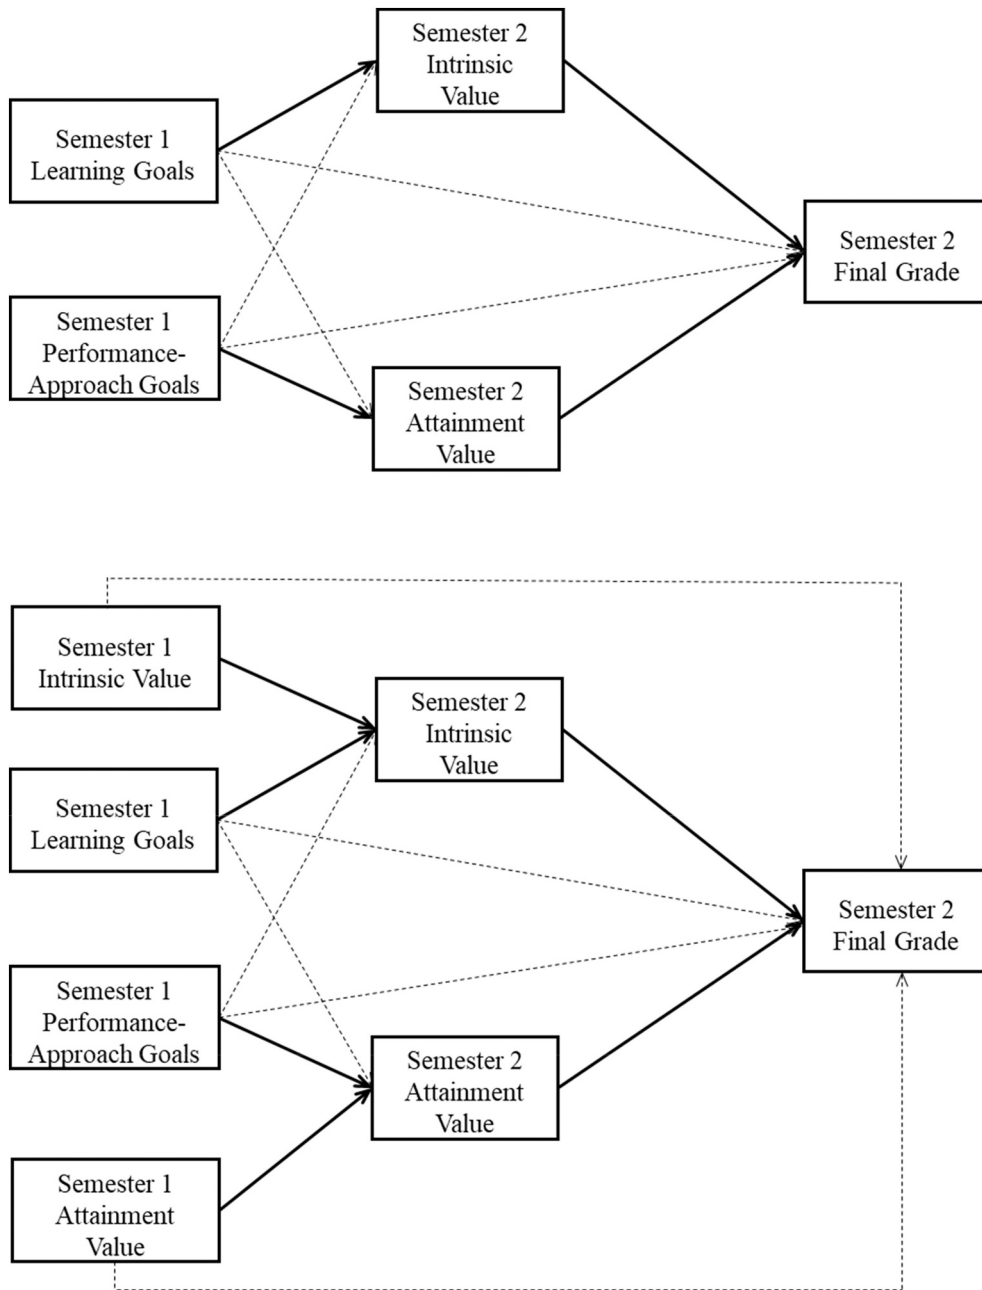 Semester 2
Intrinsic
Value
Semester 1
Learning Goals
Semester 2
Final Grade
Semester 1
Performance-
Approach Goals
Semester 2
Attainment
Value
Semester 1
Intrinsic Value
Semester 2
Intrinsic
Value
Semester 1
Learning Goals
Semester 2
Final Grade
Semester 1
Performance-
Approach Goals
Semester 2
Attainment
Value
Semester 1
Attainment
Value